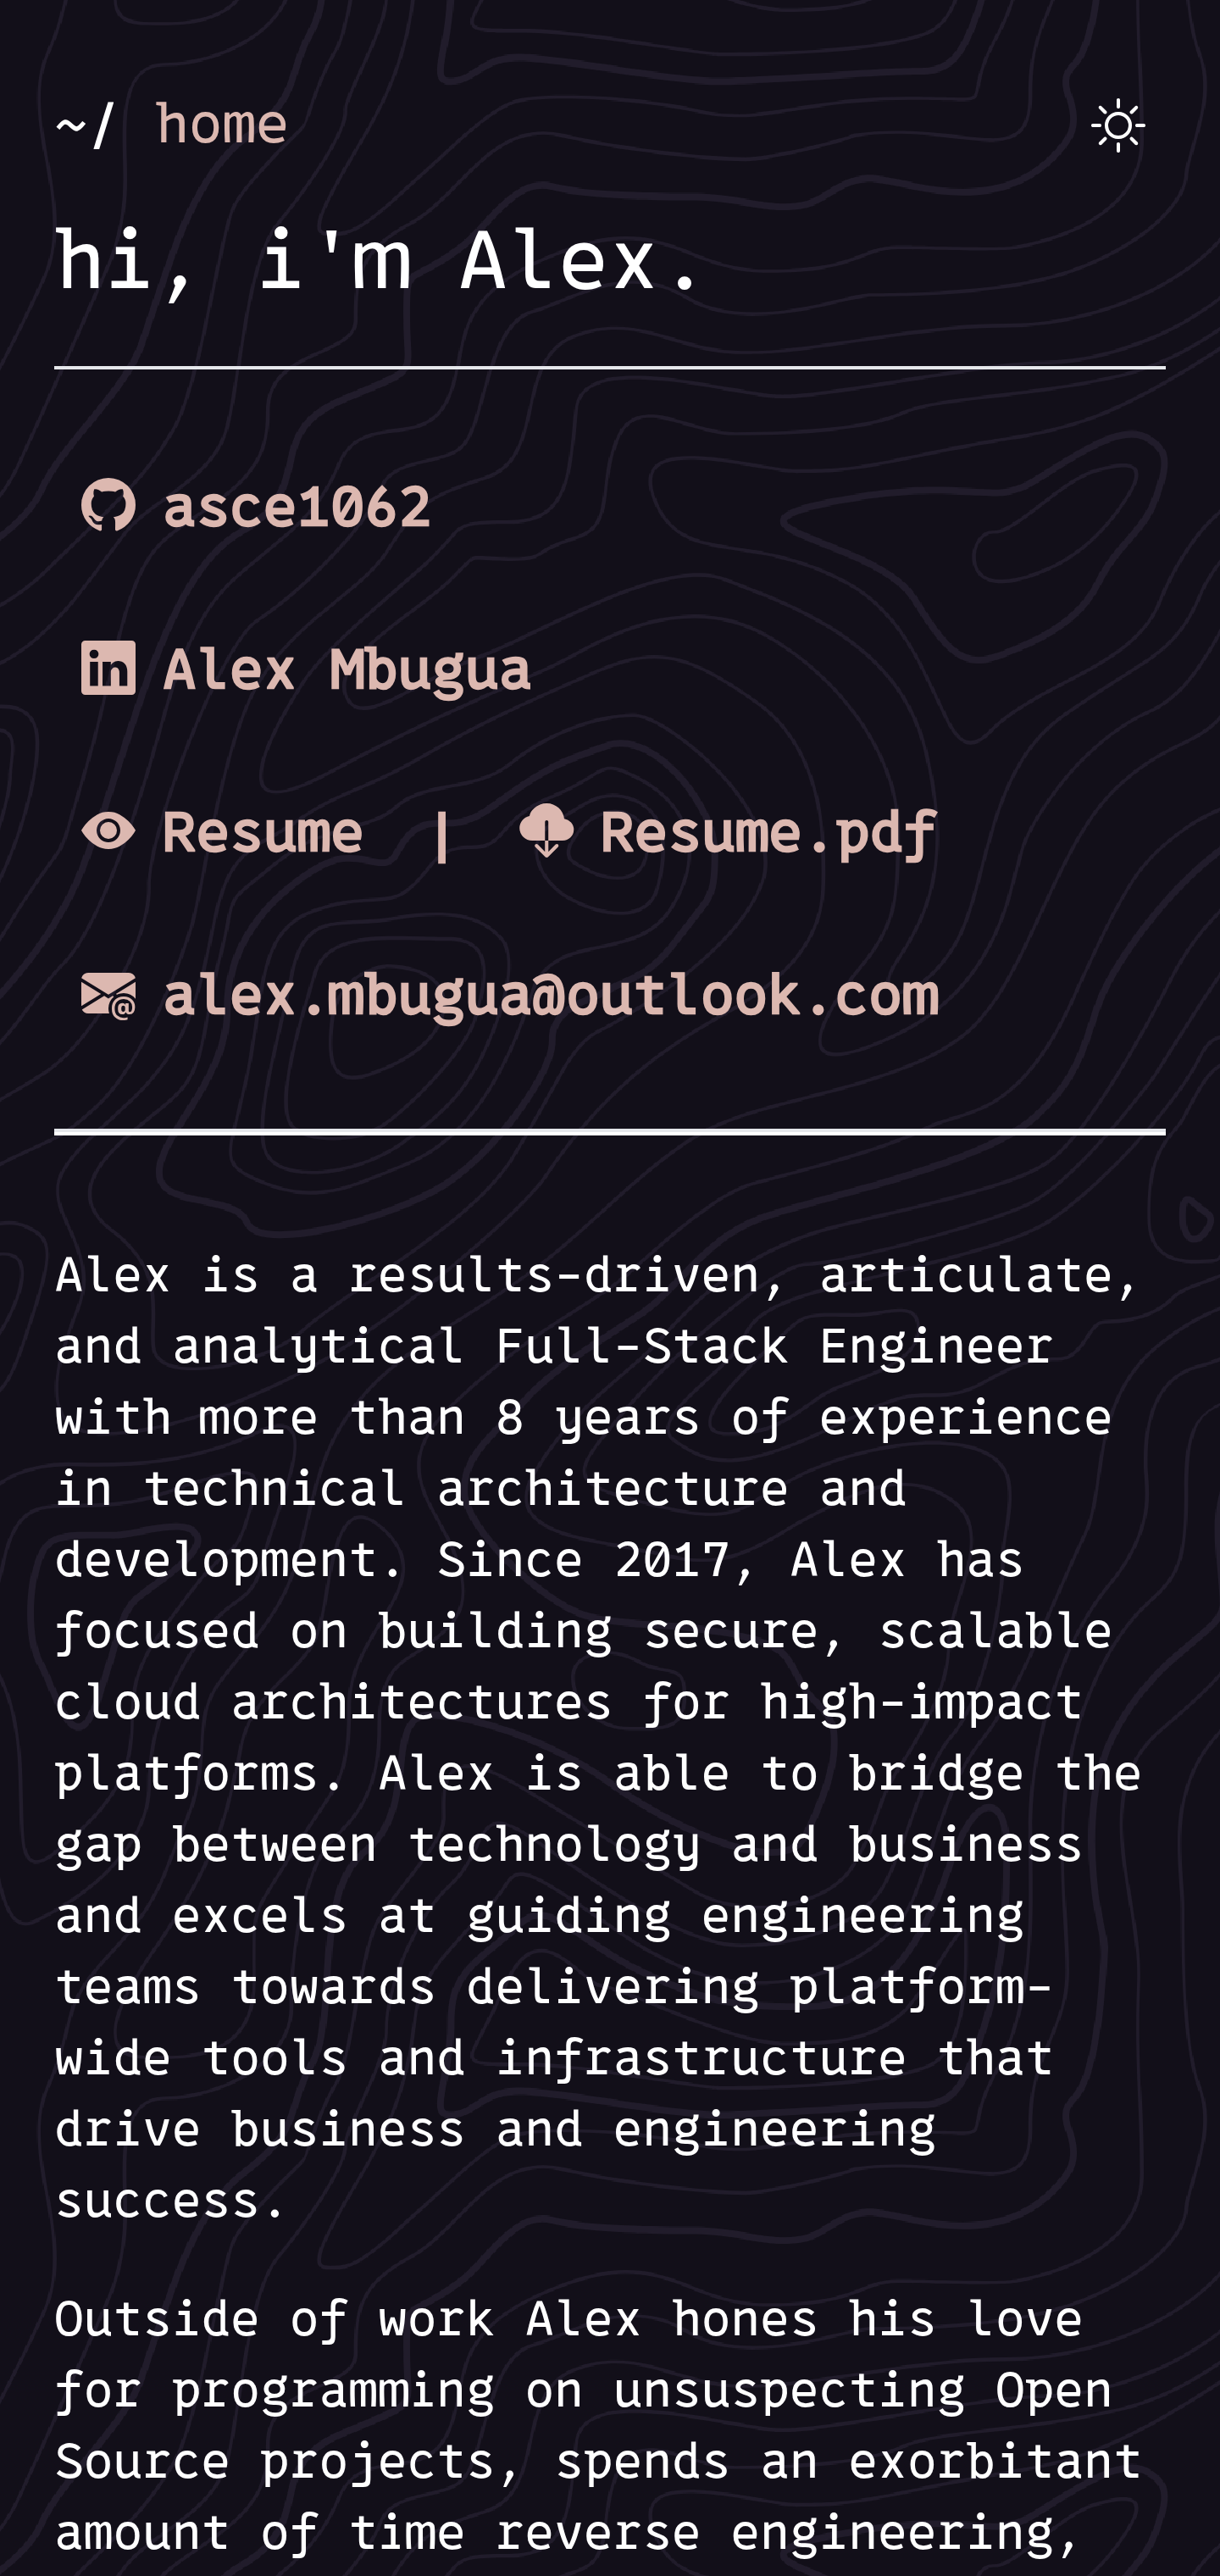 ~/ home
hi, i'm Alex.
asce1062
in Alex Mbugua
Resume | Resume.pdf
@ alex.mbugua@outlook.com
Alex is a results-driven, articulate,
and analytical Full-Stack Engineer
with more than 8 years of experience
in technical architecture and
development. Since 2017, Alex has
focused on building secure, scalable
cloud architectures for high-impact
platforms. Alex is able to bridge the
gap between technology and business
and excels at guiding engineering
teams towards delivering platform-
wide tools and infrastructure that
drive business and engineering
success.
Outside of work Alex hones his love
for programming on unsuspecting Open
Source projects, spends an exorbitant
amount of time reverse engineering,